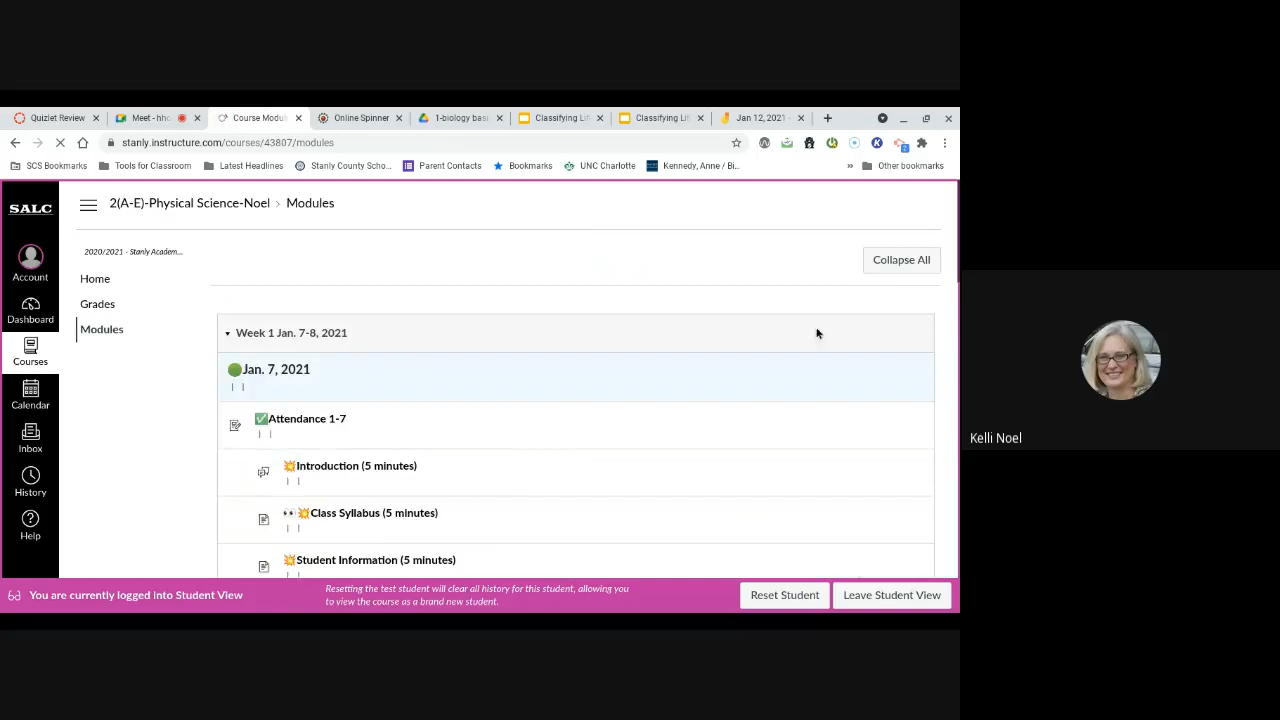 Quizlet Review
Meet - hhc
Course Modul
Online Spinner
1-biology basi
Classifying Lif
Classifying Lif
Jan 12, 2021 -
stanly.instructure.com/courses/43807/modules
SCS Bookmarks
Tools for Classroom
Latest Headlines
Stanly County Scho...
Parent Contacts
Bookmarks
UNC Charlotte
Kennedy, Anne / Bi...
Other bookmarks
SALC
Account
Dashboard
Courses
Calendar
Inbox
History
Help
2(A-E)-Physical Science-Noel › Modules
2020/2021 - Stanly Academ...
Home
Grades
Modules
Collapse All
Week 1 Jan. 7-8, 2021
Jan. 7, 2021
Attendance 1-7
Introduction (5 minutes)
Class Syllabus (5 minutes)
Student Information (5 minutes)
You are currently logged into Student View
Resetting the test student will clear all history for this student, allowing
you to view the course as a brand new student.
Reset Student
Leave Student View
Kelli Noel